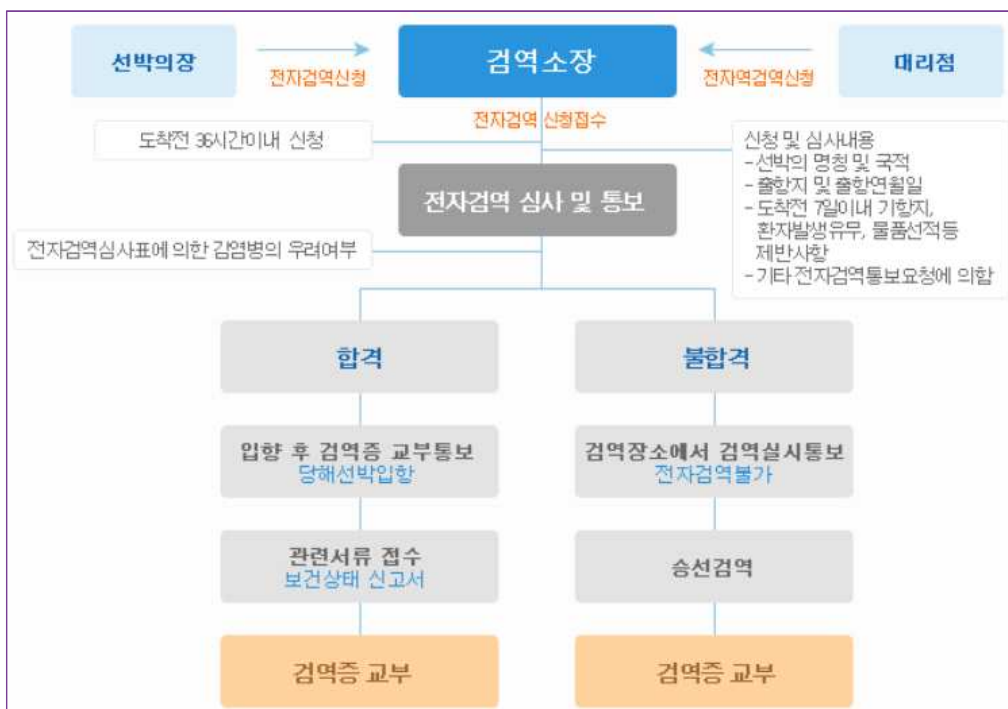 선박의장
전자검역신청
검역소장
전자역검역신청
대리점
전자검역 신청접수
도착전 36시간이내 신청
신청 및 심사내용
- 선박의 명칭 및 국적
- 출항지 및 출항연월일
- 도착전 7일이내 기항지,
환자발생유무, 물품선적등
제반사항
- 기타 전자검역통보요청에 의함
전자검역 심사 및 통보
전자검역심사표에 의한 감염병의 우려여부
합격
불합격
입항 후 검역증 교부통보
당해선박입항
검역장소에서 검역실시통보
전자검역불가
관련서류 접수
보건상태 신고서
승선검역
검역증 교부
검역증 교부